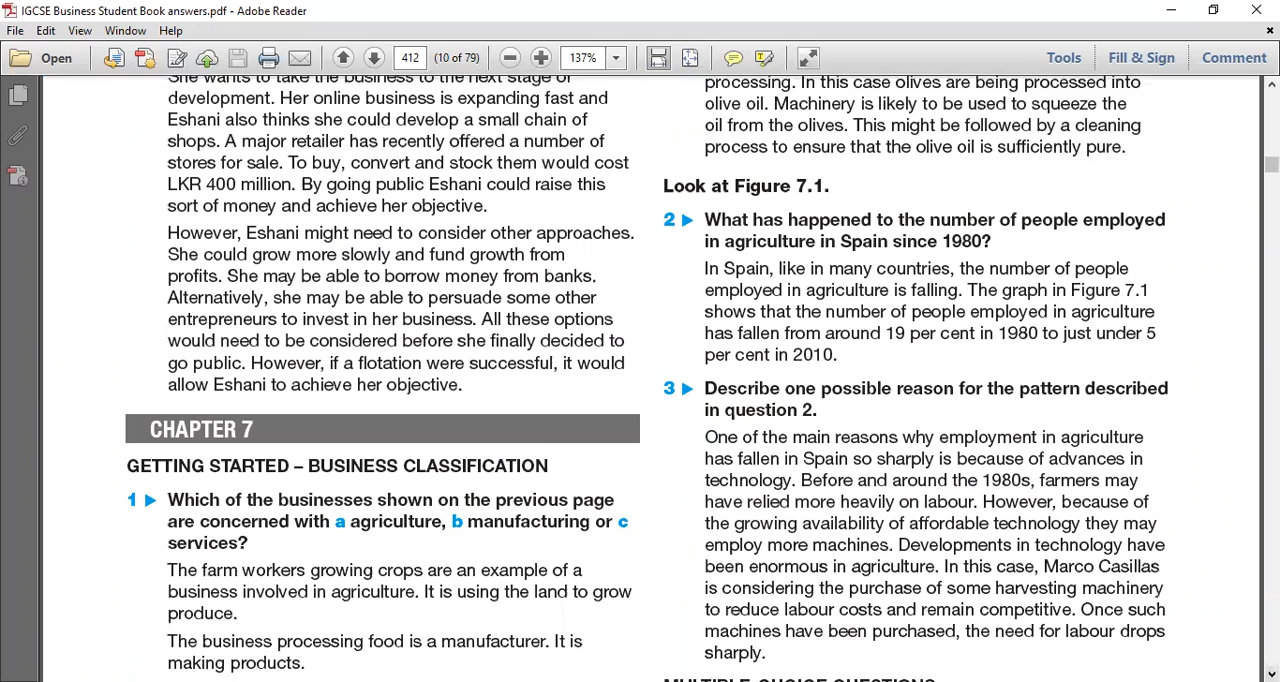 IGCSE Business Student Book answers.pdf - Adobe Reader
File Edit View Window Help
Open 412 (10 of 79) 137% Tools Fill & Sign Comment
She wants to take the business to the next stage of
development. Her online business is expanding fast and
Eshani also thinks she could develop a small chain of
shops. A major retailer has recently offered a number of
stores for sale. To buy, convert and stock them would cost
LKR 400 million. By going public Eshani could raise this
sort of money and achieve her objective.
However, Eshani might need to consider other approaches.
She could grow more slowly and fund growth from
profits. She may be able to borrow money from banks.
Alternatively, she may be able to persuade some other
entrepreneurs to invest in her business. All these options
would need to be considered before she finally decided to
go public. However, if a flotation were successful, it would
allow Eshani to achieve her objective.
CHAPTER 7
GETTING STARTED – BUSINESS CLASSIFICATION
1 ► Which of the businesses shown on the previous page
are concerned with a agriculture, b manufacturing or c
services?
The farm workers growing crops are an example of a
business involved in agriculture. It is using the land to grow
produce.
The business processing food is a manufacturer. It is
making products.
processing. In this case olives are being processed into
olive oil. Machinery is likely to be used to squeeze the
oil from the olives. This might be followed by a cleaning
process to ensure that the olive oil is sufficiently pure.
Look at Figure 7.1.
2 ► What has happened to the number of people employed
in agriculture in Spain since 1980?
In Spain, like in many countries, the number of people
employed in agriculture is falling. The graph in Figure 7.1
shows that the number of people employed in agriculture
has fallen from around 19 per cent in 1980 to just under 5
per cent in 2010.
3 ► Describe one possible reason for the pattern described
in question 2.
One of the main reasons why employment in agriculture
has fallen in Spain so sharply is because of advances in
technology. Before and around the 1980s, farmers may
have relied more heavily on labour. However, because of
the growing availability of affordable technology they may
employ more machines. Developments in technology have
been enormous in agriculture. In this case, Marco Casillas
is considering the purchase of some harvesting machinery
to reduce labour costs and remain competitive. Once such
machines have been purchased, the need for labour drops
sharply.
MULTIPLE CHOICE QUESTIONS